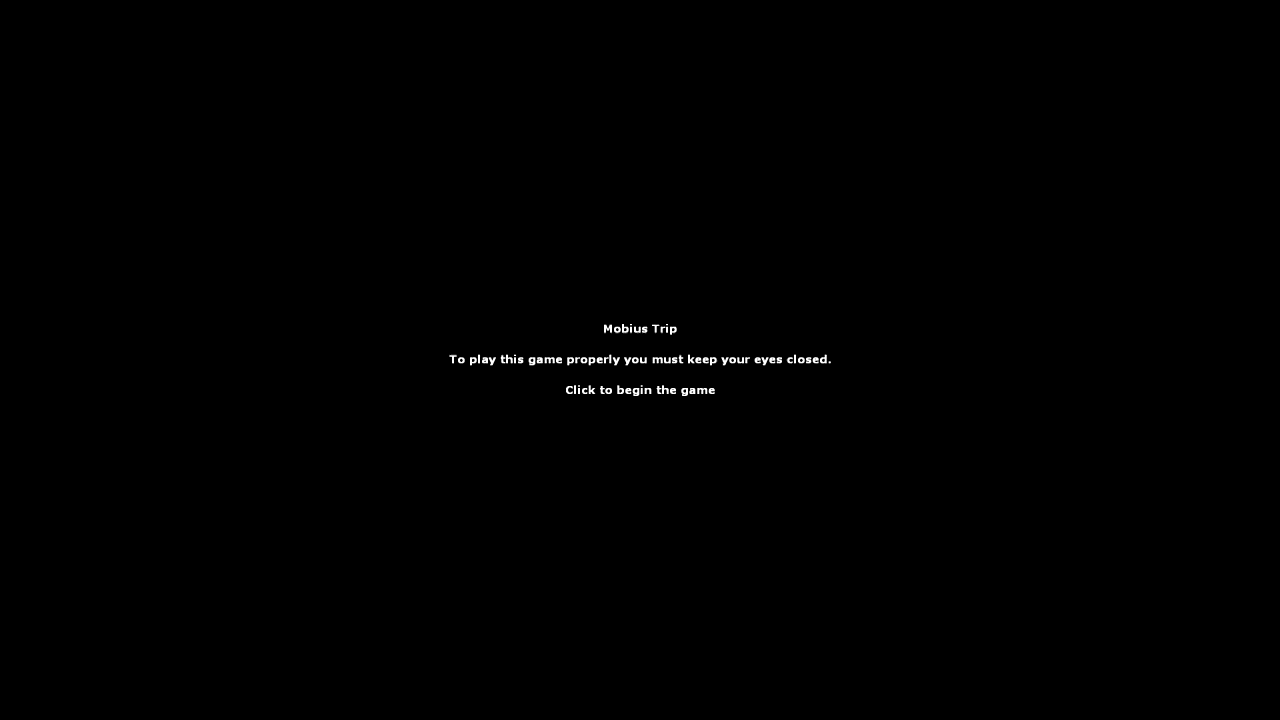 Mobius Trip
To play this game properly you must keep your eyes closed.
Click to begin the game